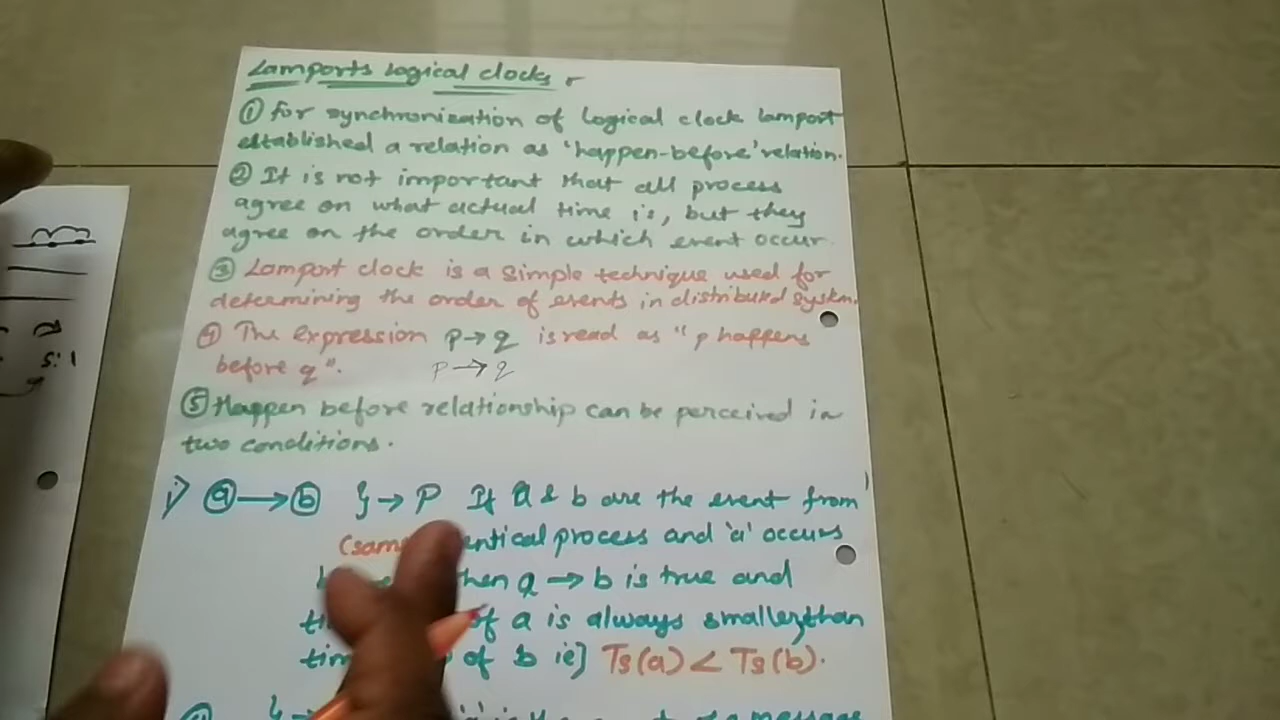 Lamports Logical clocks
① For synchronization of Logical clock lamport
established a relation as 'happen-before' relation.
② It is not important that all process
agree on what actual time is, but they
agree on the order in which event occur.
③ Lamport clock is a simple technique used for
determining the order of events in distributed system.
④ The expression P→q is read as "p happens
before q". P→q
⑤ Happen before relationship can be perceived in
two conditions.
i) ⓐ→ⓑ }→P If a & b are the event from
(same entical process and 'a' occurs
hen a → b is true and
of a is always smaller than
of b ie] Ts(a) < Ts(b).
a message